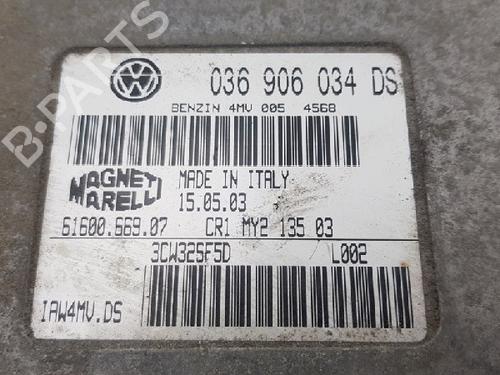 036 906 034 DS
BENZIN 4MV 005 4568
MAGNETI MARELLI
MADE IN ITALY
15.05.03
61600.669.07 CR1 MY2 135 03
3CW325F5D L002
IAW4MV.DS
B-PARTS